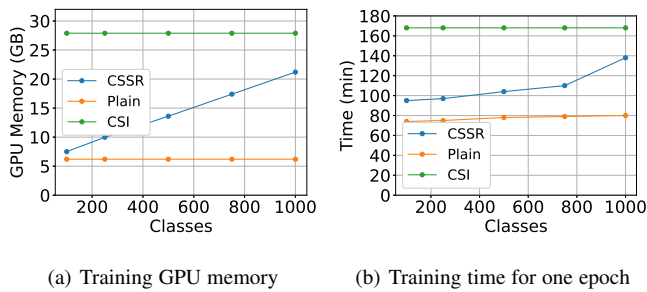 GPU Memory (GB)
30
25
20
15
10
5
0
CSSR
Plain
CSI
200 400 600 800 1000
Classes
(a) Training GPU memory
Time (min)
180
160
140
120
100
80
60
40
20
0
CSSR
Plain
CSI
200 400 600 800 1000
Classes
(b) Training time for one epoch